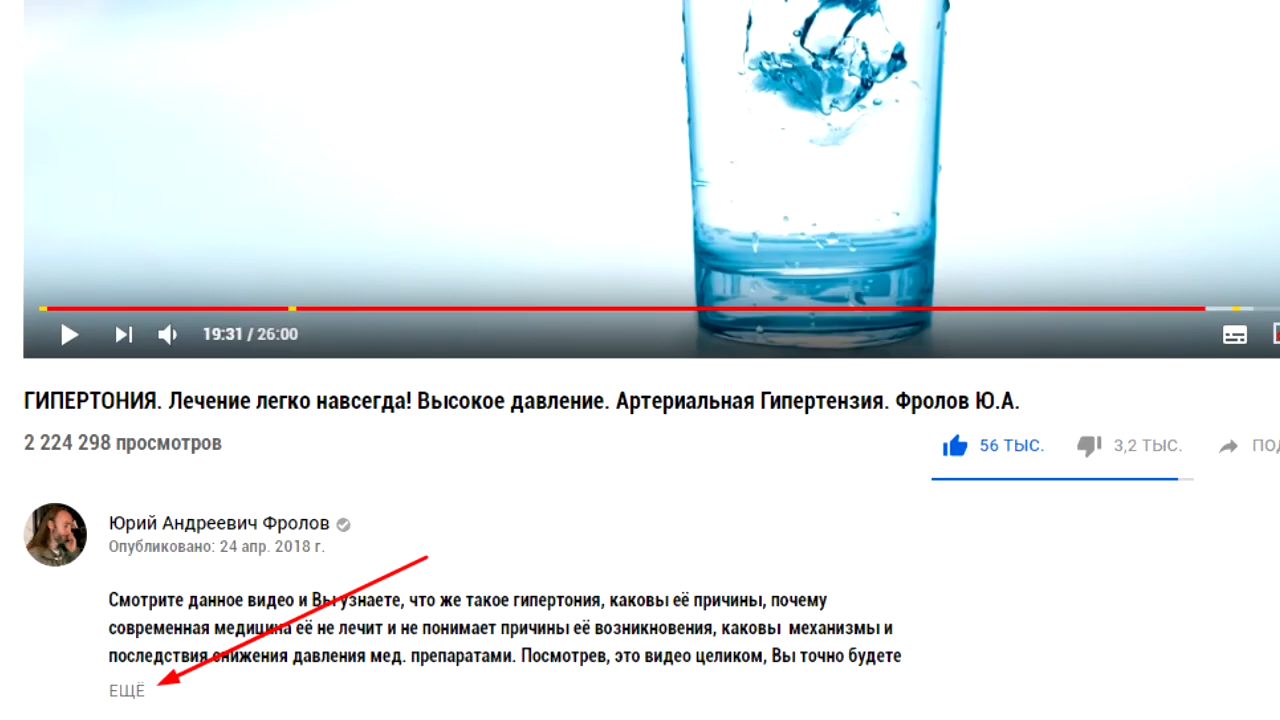 19:31 / 26:00
ГИПЕРТОНИЯ. Лечение легко навсегда! Высокое давление. Артериальная Гипертензия. Фролов Ю.А.
2 224 298 просмотров
56 ТЫС. 3,2 ТЫС.
Юрий Андреевич Фролов
Опубликовано: 24 апр. 2018 г.
Смотрите данное видео и Вы узнаете, что же такое гипертония, каковы её причины, почему
современная медицина её не лечит и не понимает причины её возникновения, каковы механизмы и
последствия снижения давления мед. препаратами. Посмотрев, это видео целиком, Вы точно будете
ЕЩЁ